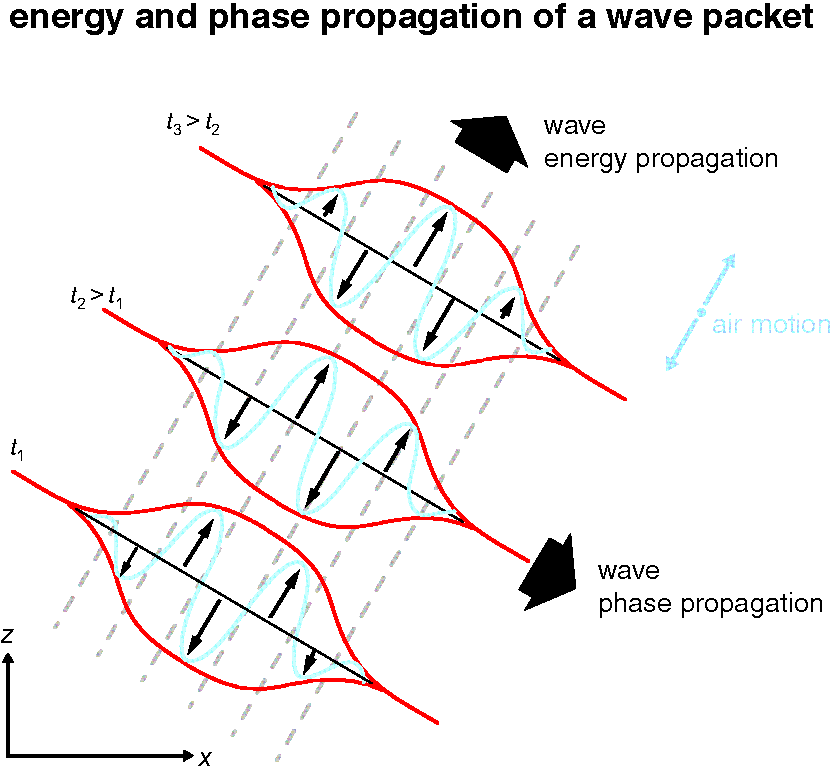 energy and phase propagation of a wave packet
t3 > t2
wave
energy propagation
t2 > t1
air motion
t1
wave
phase propagation
z
x